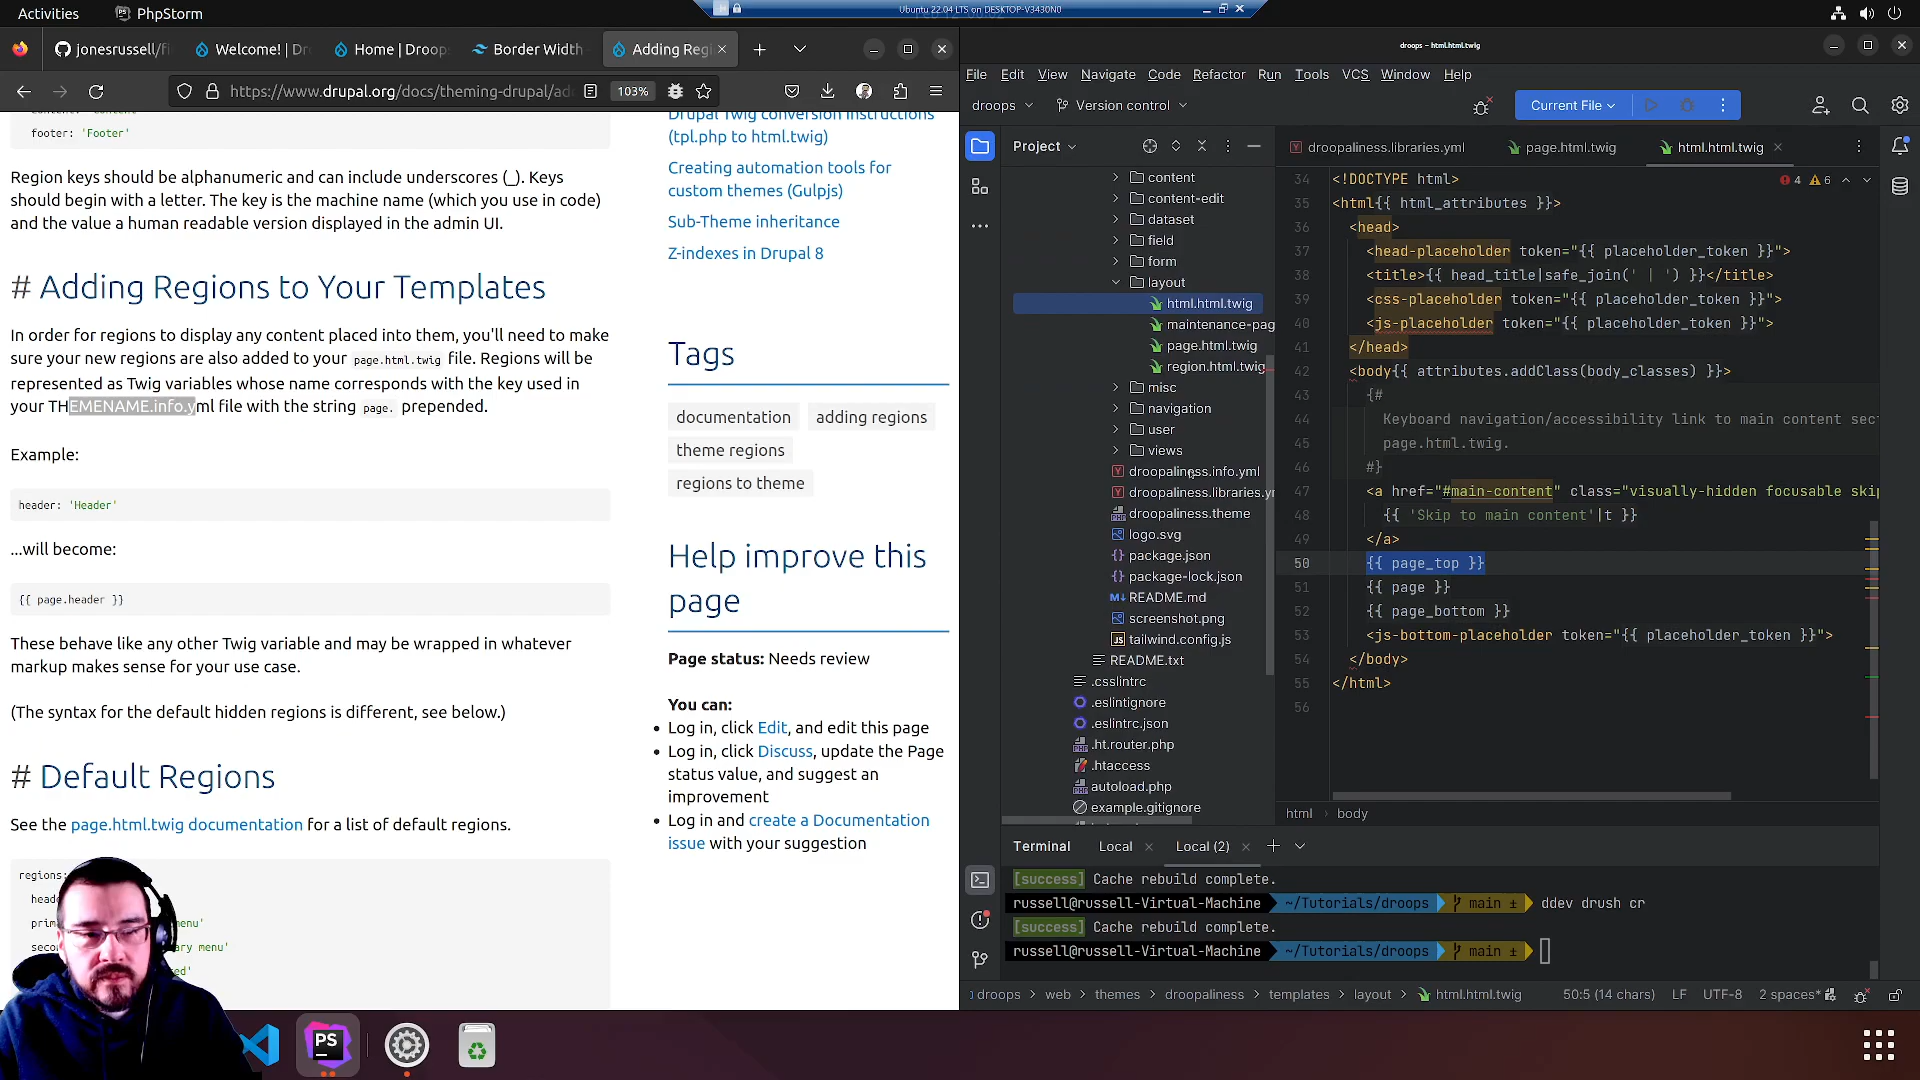 Activities
PhpStorm
Ubuntu 22.04 LTS on DESKTOP-V3430N0
jonesrussell/fi
Welcome! | Dr
Home | Droops
Border Width
Adding Regi
https://www.drupal.org/docs/theming-drupal/ad
103%
footer: 'Footer'
Region keys should be alphanumeric and can include underscores (_). Keys
should begin with a letter. The key is the machine name (which you use in code)
and the value a human readable version displayed in the admin UI.
# Adding Regions to Your Templates
In order for regions to display any content placed into them, you'll need to make
sure your new regions are also added to your page.html.twig file. Regions will be
represented as Twig variables whose name corresponds with the key used in
your THEMENAME.info.yml file with the string page. prepended.
Example:
header: 'Header'
...will become:
{{ page.header }}
These behave like any other Twig variable and may be wrapped in whatever
markup makes sense for your use case.
(The syntax for the default hidden regions is different, see below.)
# Default Regions
See the page.html.twig documentation for a list of default regions.
regions:
Drupal Twig conversion instructions
(tpl.php to html.twig)
Creating automation tools for
custom themes (Gulpjs)
Sub-Theme inheritance
Z-indexes in Drupal 8
Tags
documentation
adding regions
theme regions
regions to theme
Help improve this
page
Page status: Needs review
You can:
Log in, click Edit, and edit this page
Log in, click Discuss, update the Page
status value, and suggest an
improvement
Log in and create a Documentation
issue with your suggestion
droops – html.html.twig
File Edit View Navigate Code Refactor Run Tools VCS Window Help
droops
Version control
Current File
Project
content
content-edit
dataset
field
form
layout
html.html.twig
maintenance-pag
page.html.twig
region.html.twig
misc
navigation
user
views
droopaliness.info.yml
droopaliness.libraries.yr
droopaliness.theme
logo.svg
package.json
package-lock.json
README.md
screenshot.png
tailwind.config.js
README.txt
.csslintrc
.eslintignore
.eslintrc.json
.ht.router.php
.htaccess
autoload.php
example.gitignore
droopaliness.libraries.yml
page.html.twig
html.html.twig
4 6
34 <!DOCTYPE html>
35 <html{{ html_attributes }}>
36 <head>
37 <head-placeholder token="{{ placeholder_token }}">
38 <title>{{ head_title|safe_join(' | ') }}</title>
39 <css-placeholder token="{{ placeholder_token }}">
40 <js-placeholder token="{{ placeholder_token }}">
41 </head>
42 <body{{ attributes.addClass(body_classes) }}>
43 {#
44 Keyboard navigation/accessibility link to main content sec
45 page.html.twig.
46 #}
47 <a href="#main-content" class="visually-hidden focusable skip
48 {{ 'Skip to main content'|t }}
49 </a>
50 {{ page_top }}
51 {{ page }}
52 {{ page_bottom }}
53 <js-bottom-placeholder token="{{ placeholder_token }}">
54 </body>
55 </html>
56
html
body
Terminal
Local
Local (2)
[success] Cache rebuild complete.
russell@russell-Virtual-Machine ~/Tutorials/droops main ± ddev drush cr
[success] Cache rebuild complete.
russell@russell-Virtual-Machine ~/Tutorials/droops main ±
droops > web > themes > droopaliness > templates > layout > html.html.twig
50:5 (14 chars)
LF
UTF-8
2 spaces*
PS